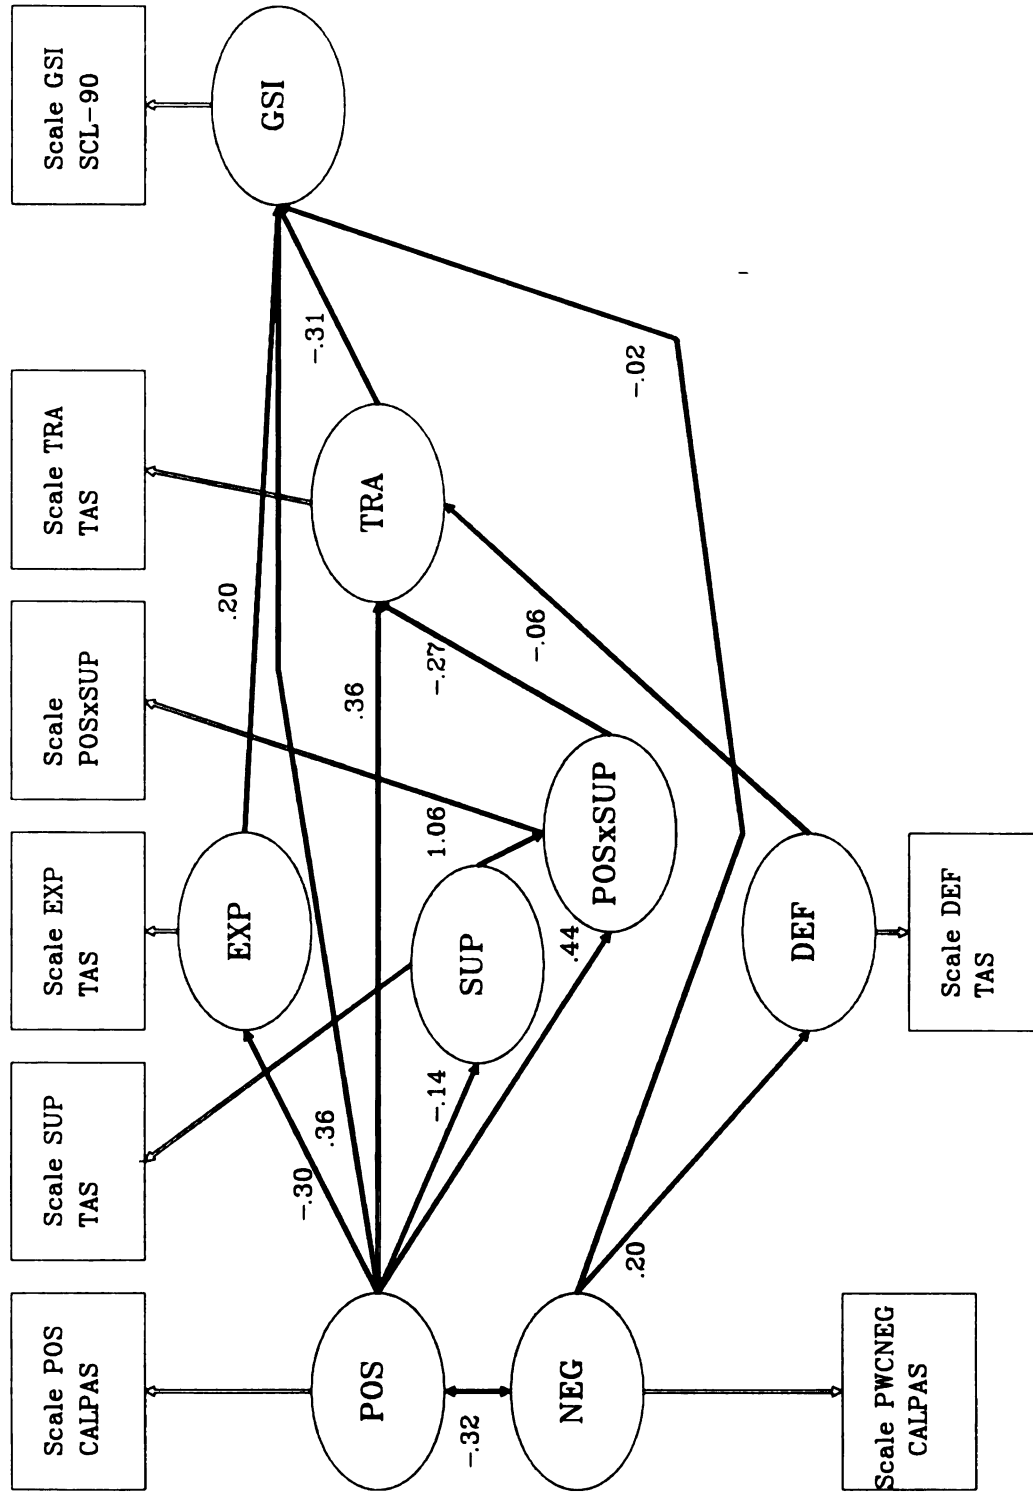 Scale POS
CALPAS
Scale SUP
TAS
Scale EXP
TAS
Scale
POSxSUP
Scale TRA
TAS
Scale GSI
SCL-90
.20
EXP
GSI
-.30
-.31
.36
.36
POS
TRA
-.14
1.06
-.27
-.32
SUP
-.06
NEG
.44
POSxSUP
.20
-.02
DEF
Scale PWCNEG
CALPAS
Scale DEF
TAS